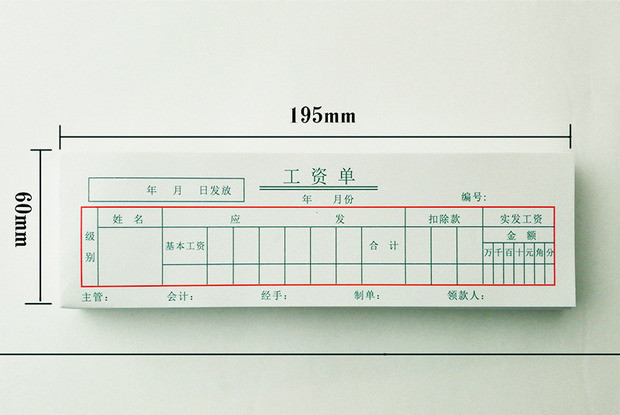 195mm
60mm
工资单
年 月 日发放
年 月份
编号:
级别
姓 名
应 发
扣除款
实发工资
基本工资
合 计
金 额
万 千 百 十 元 角 分
主管: 会计: 经手: 制单: 领款人: